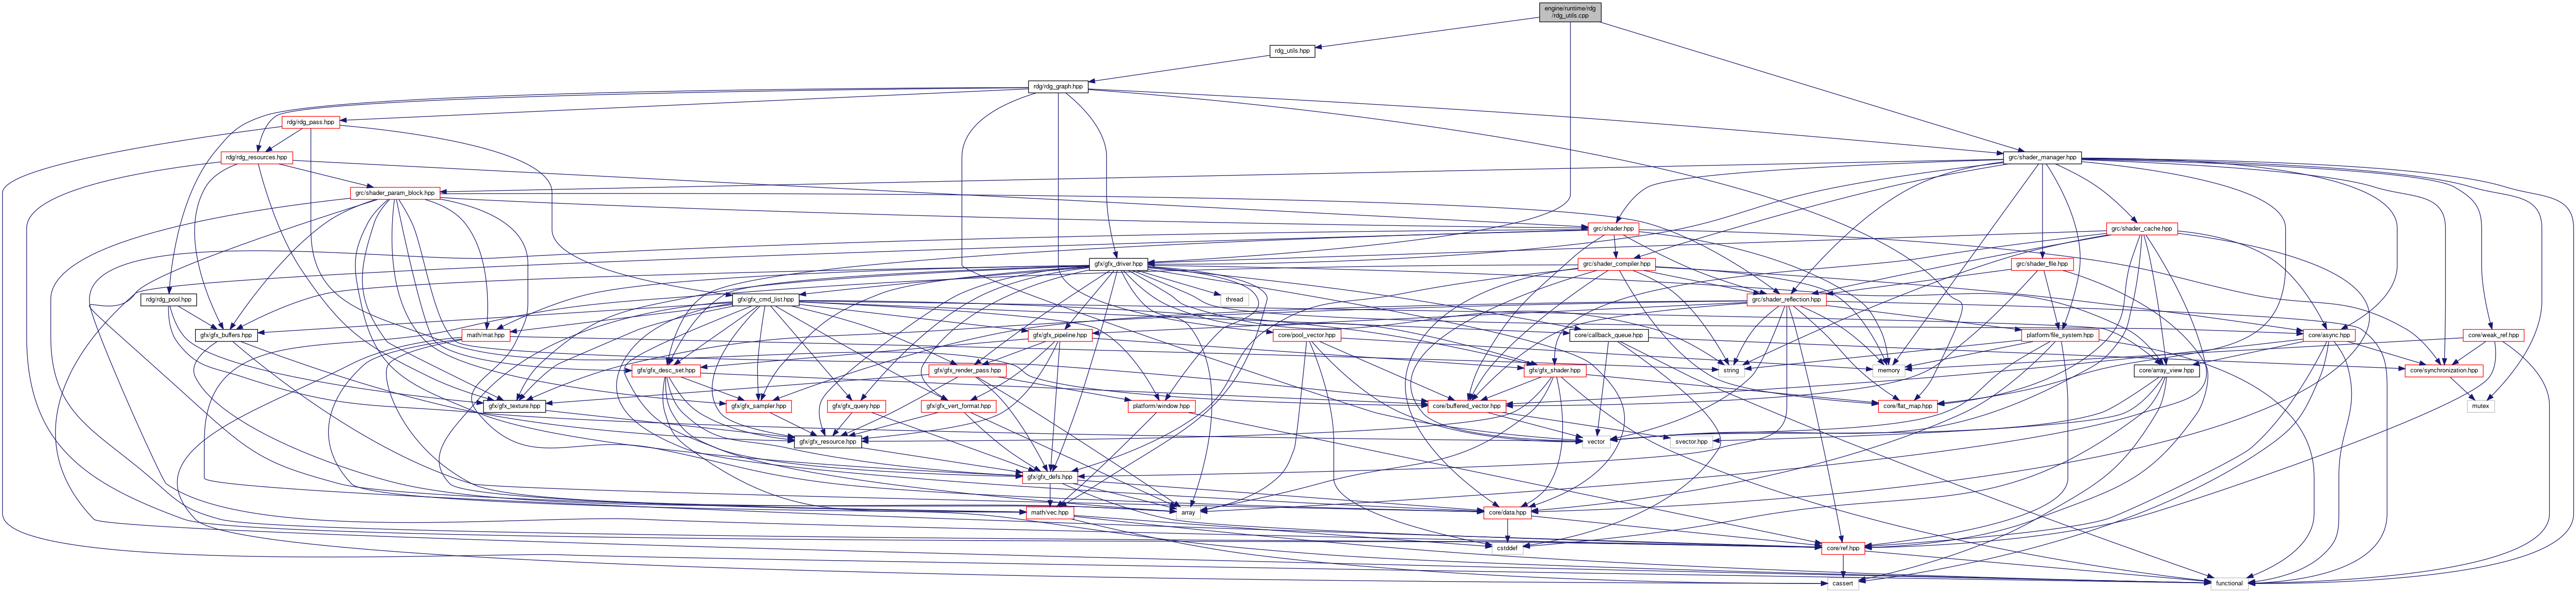 engine/runtime/rdg
/rdg_utils.cpp
rdg_utils.hpp
rdg/rdg_graph.hpp
rdg/rdg_pass.hpp
rdg/rdg_resources.hpp
grc/shader_manager.hpp
grc/shader_param_block.hpp
grc/shader.hpp
grc/shader_cache.hpp
gfx/gfx_driver.hpp
grc/shader_compiler.hpp
grc/shader_file.hpp
rdg/rdg_pool.hpp
gfx/gfx_cmd_list.hpp
thread
grc/shader_reflection.hpp
gfx/gfx_buffers.hpp
math/mat.hpp
gfx/gfx_pipeline.hpp
core/pool_vector.hpp
core/callback_queue.hpp
platform/file_system.hpp
core/weak_ref.hpp
core/async.hpp
gfx/gfx_desc_set.hpp
gfx/gfx_render_pass.hpp
gfx/gfx_shader.hpp
string
memory
core/array_view.hpp
core/synchronization.hpp
gfx/gfx_texture.hpp
gfx/gfx_sampler.hpp
gfx/gfx_query.hpp
gfx/gfx_vert_format.hpp
platform/window.hpp
core/buffered_vector.hpp
core/flat_map.hpp
mutex
gfx/gfx_resource.hpp
vector
svector.hpp
gfx/gfx_defs.hpp
math/vec.hpp
array
core/data.hpp
cstddef
core/ref.hpp
cassert
functional